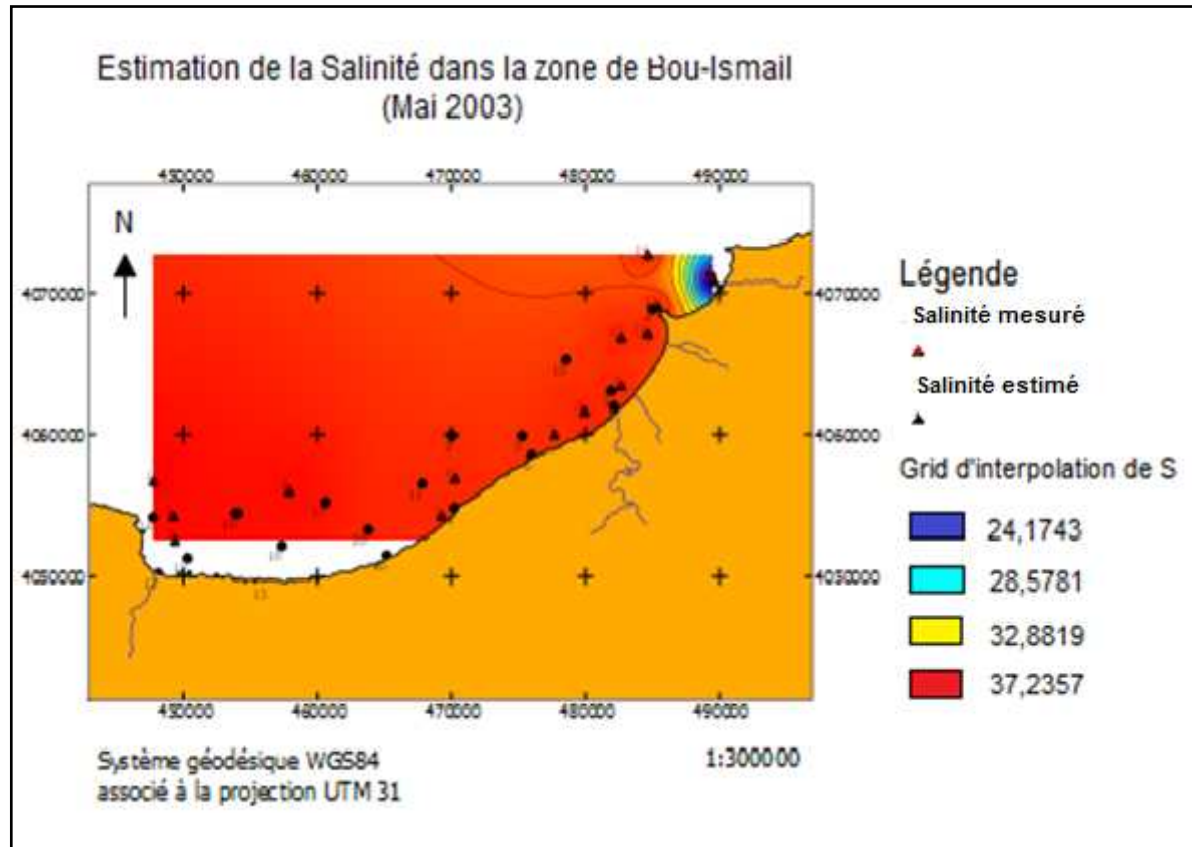 Estimation de la Salinité dans la zone de Bou-Ismail
(Mai 2003)
450000 460000 470000 480000 490000
N
4070000 4070000
4060000 4060000
4050000 4050000
450000 460000 470000 480000 490000
Système géodésique WGS84
associé à la projection UTM 31
1:300000
Légende
Salinité mesuré
Salinité estimé
Grid d'interpolation de S
24,1743
28,5781
32,8819
37,2357